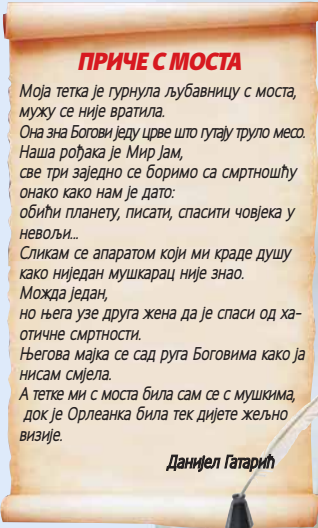 ПРИЧЕ С МОСТА
Моја тетка је гурнула љубавницу с моста,
мужу се није вратила.
Она зна Богови једу црве што гутају труло месо.
Наша рођака је Мир Јам,
све три заједно се боримо са смртношћу
онако како нам је дато:
обићи планету, писати, спасити човјека у
невољи...
Сликам се апаратом који ми краде душу
како ниједан мушкарац није знао.
Можда један,
но њега узе друга жена да је спаси од ха-
отичне смртности.
Његова мајка се сад руга Боговима како ја
нисам смјела.
А тетке ми с моста била сам се с мушкима,
док је Орлеанка била тек дијете жељно
визије.
Данијел Гатарић